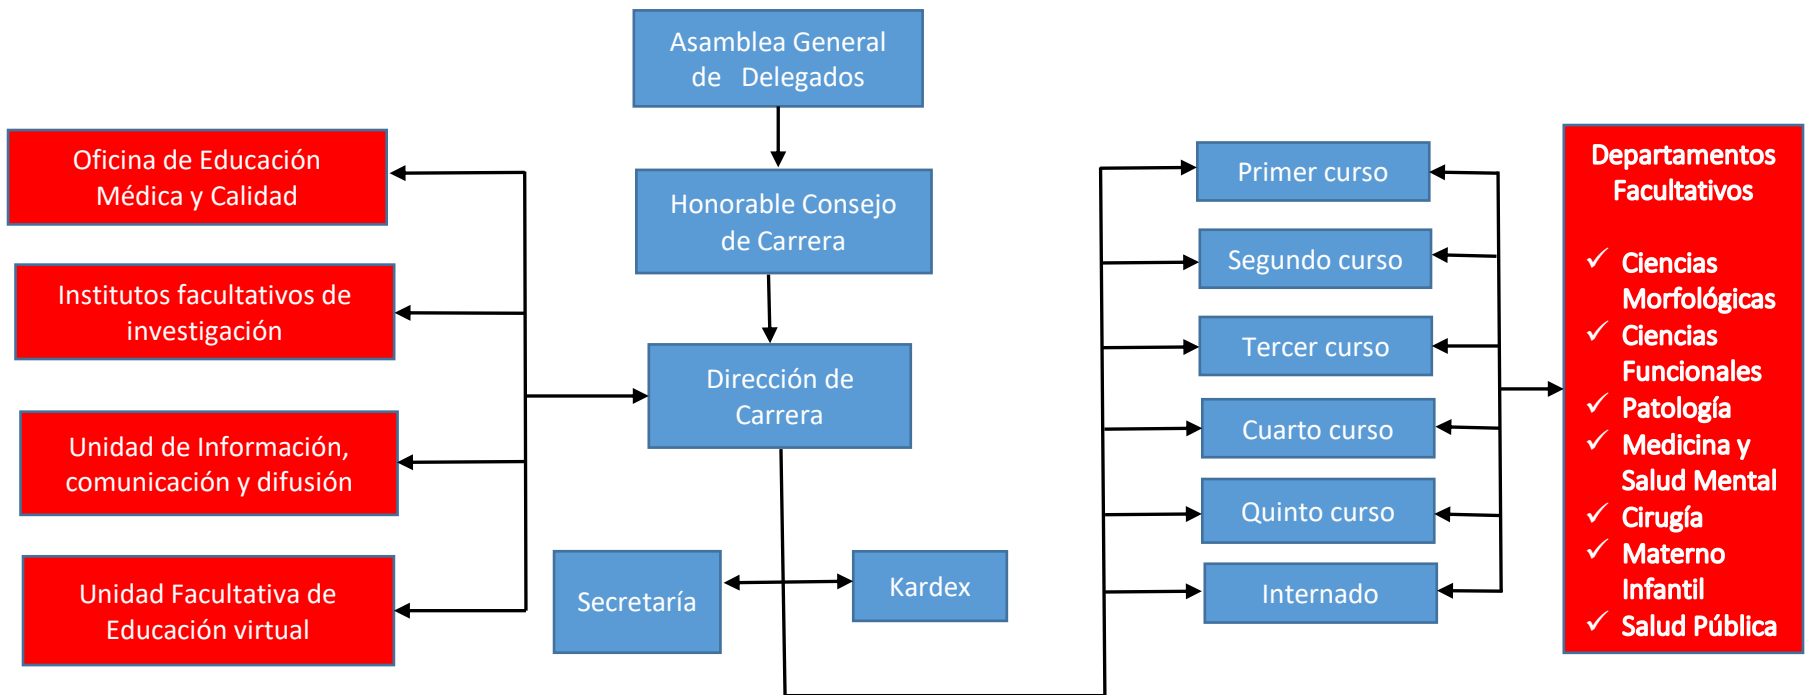 Asamblea General
de Delegados
Honorable Consejo
de Carrera
Dirección de
Carrera
Secretaría
Kardex
Oficina de Educación
Médica y Calidad
Institutos facultativos de
investigación
Unidad de Información,
comunicación y difusión
Unidad Facultativa de
Educación virtual
Primer curso
Segundo curso
Tercer curso
Cuarto curso
Quinto curso
Internado
Departamentos
Facultativos
✓ Ciencias
Morfológicas
✓ Ciencias
Funcionales
✓ Patología
✓ Medicina y
Salud Mental
✓ Cirugía
✓ Materno
Infantil
✓ Salud Pública